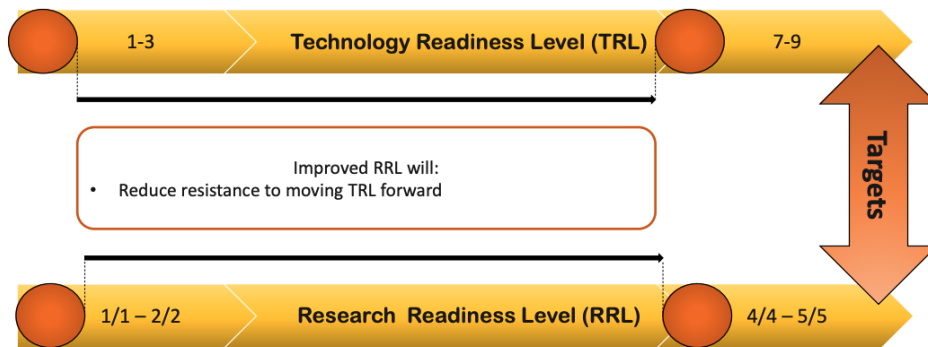 1-3 Technology Readiness Level (TRL) 7-9
Improved RRL will:
• Reduce resistance to moving TRL forward
Targets
1/1 – 2/2 Research Readiness Level (RRL) 4/4 – 5/5